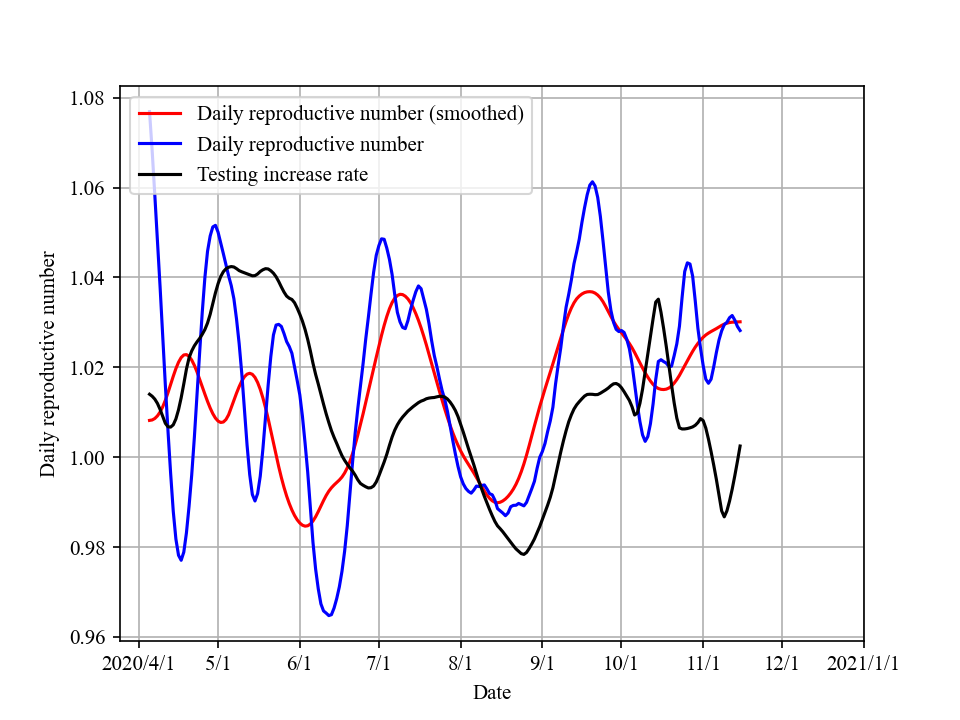 1.08
1.06
1.04
1.02
1.00
0.98
0.96
Daily reproductive number
Daily reproductive number (smoothed)
Daily reproductive number
Testing increase rate
2020/4/1 5/1 6/1 7/1 8/1 9/1 10/1 11/1 12/1 2021/1/1
Date